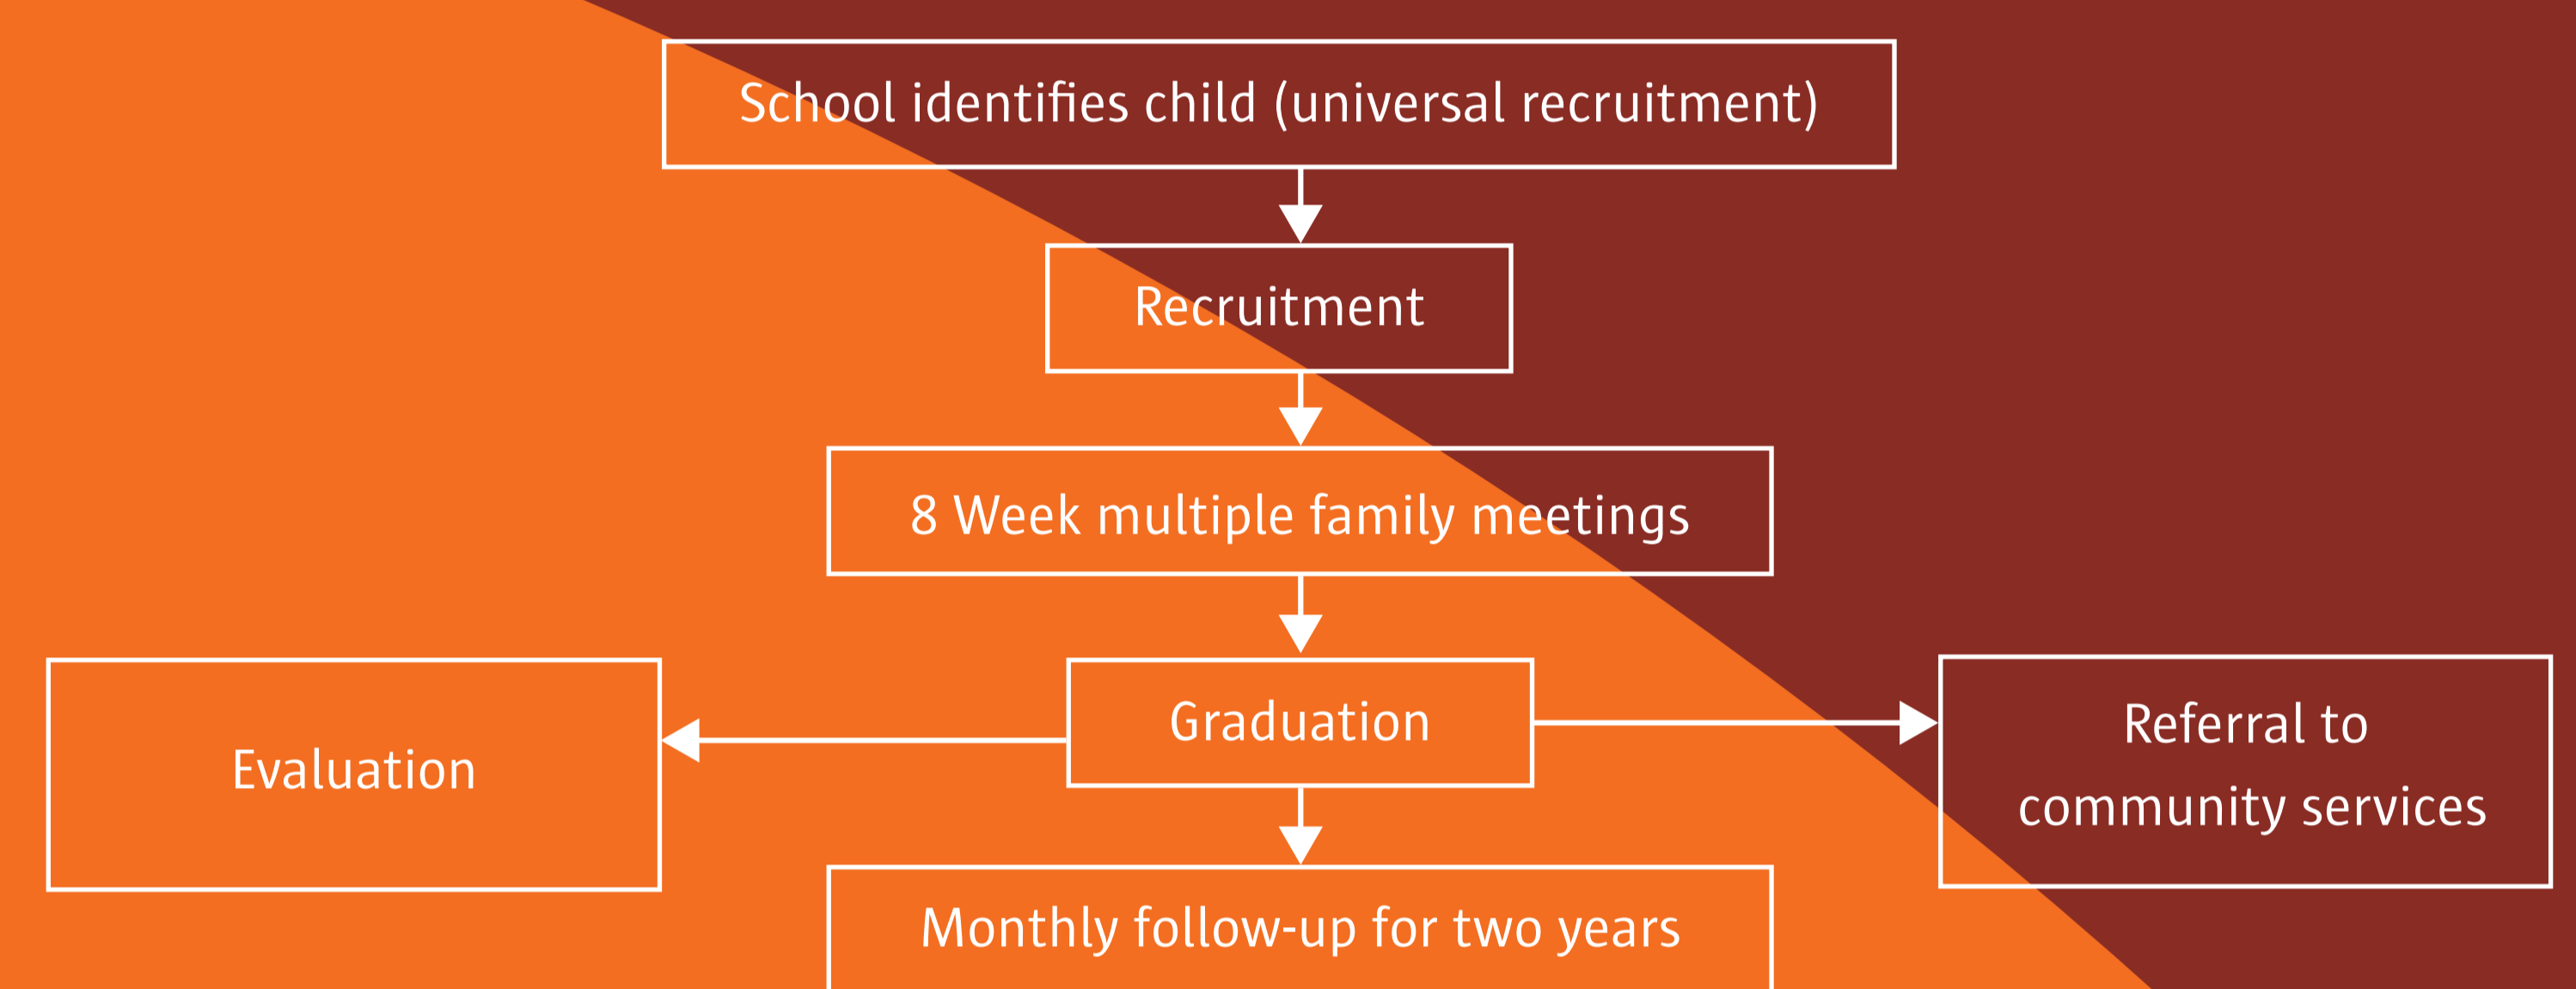 School identifies child (universal recruitment)
Recruitment
8 Week multiple family meetings
Graduation
Evaluation
Referral to
community services
Monthly follow-up for two years